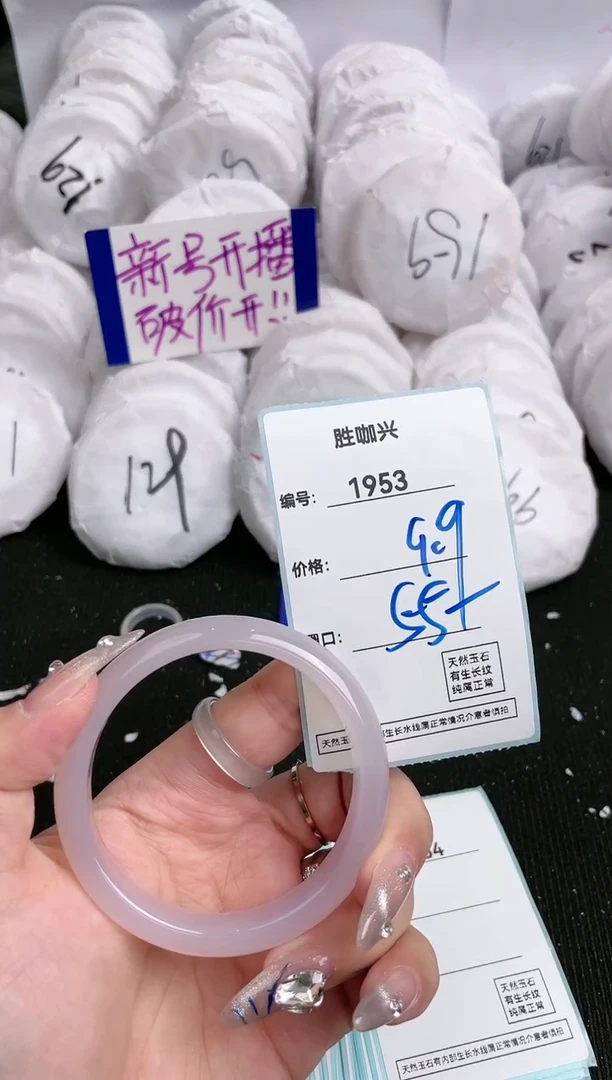 129
159
新号开播
破价开!!
129
胜咖兴
编号: 1953
价格: 9.9
圈口: 55+
天然玉石
有生长纹
纯属正常
天然玉 部生长水线属正常情况介意者慎拍
天然玉石
有生长纹
纯属正常
天然玉石有内部生长水线属正常情况介意者慎拍